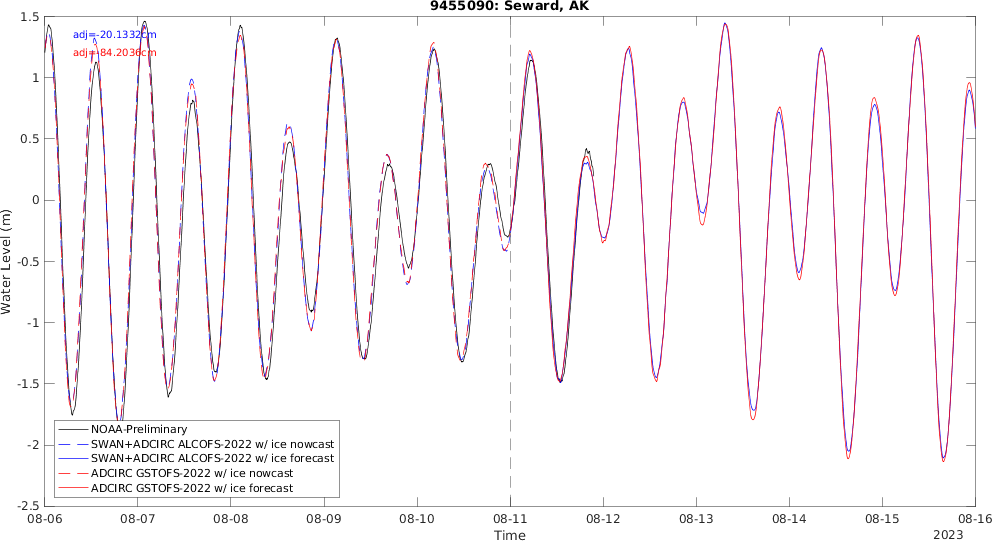 9455090: Seward, AK
adj=-20.1332cm
adj=-84.2036cm
Water Level (m)
1.5
1
0.5
0
-0.5
-1
-1.5
-2
-2.5
NOAA-Preliminary
SWAN+ADCIRC ALCOFS-2022 w/ ice nowcast
SWAN+ADCIRC ALCOFS-2022 w/ ice forecast
ADCIRC GSTOFS-2022 w/ ice nowcast
ADCIRC GSTOFS-2022 w/ ice forecast
08-06 08-07 08-08 08-09 08-10 08-11 08-12 08-13 08-14 08-15 08-16
Time
2023